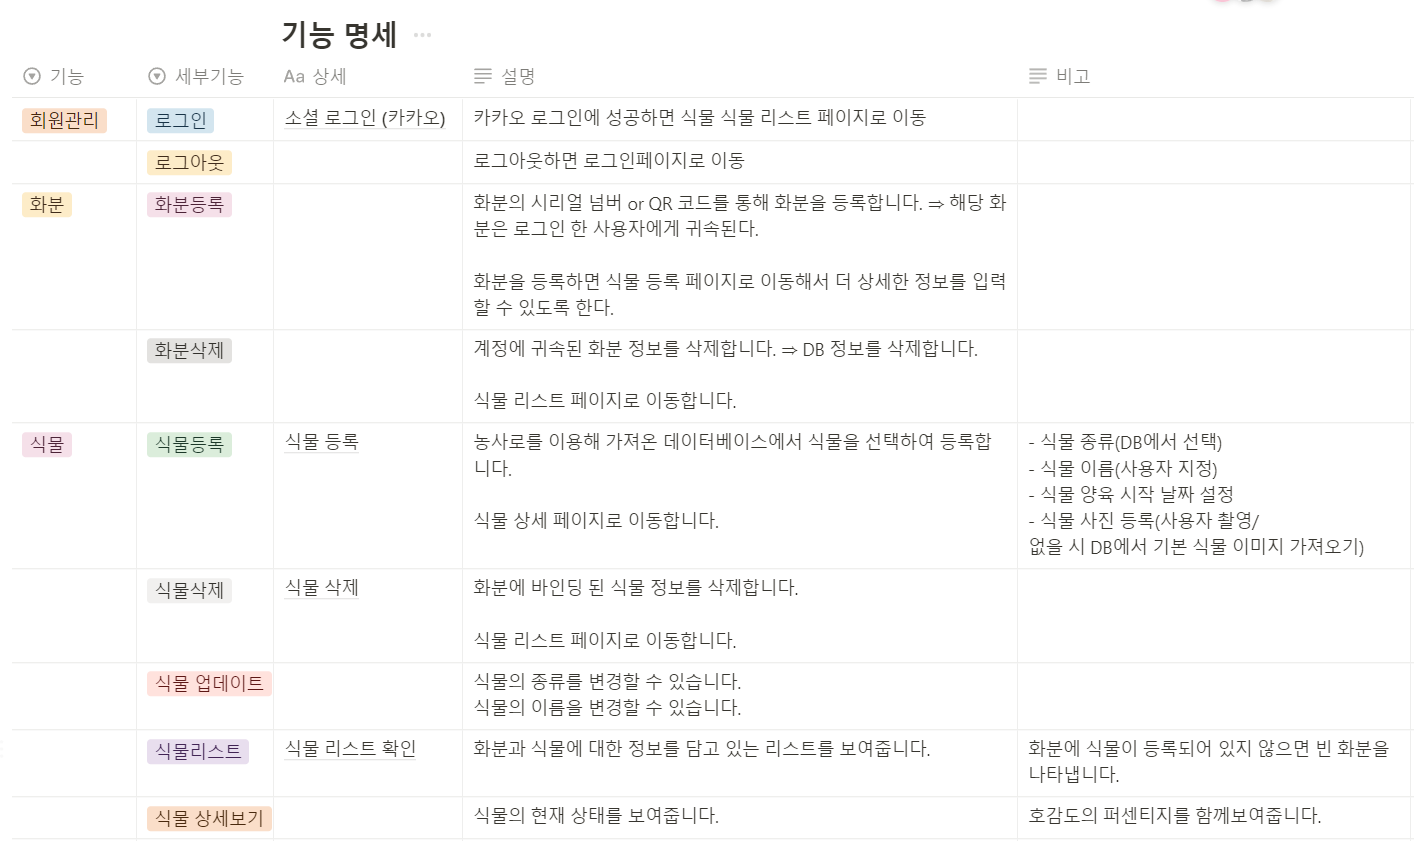 기능 명세
기능 세부기능 Aa 상세 설명 비고
회원관리 로그인 소셜 로그인 (카카오) 카카오 로그인에 성공하면 식물 식물 리스트 페이지로 이동
로그아웃 로그아웃하면 로그인페이지로 이동
화분 화분등록 화분의 시리얼 넘버 or QR 코드를 통해 화분을 등록합니다. ⇒ 해당 화
분은 로그인 한 사용자에게 귀속된다.
화분을 등록하면 식물 등록 페이지로 이동해서 더 상세한 정보를 입력
할 수 있도록 한다.
화분삭제 계정에 귀속된 화분 정보를 삭제합니다. ⇒ DB 정보를 삭제합니다.
식물 리스트 페이지로 이동합니다.
식물 식물등록 식물 등록 농사로를 이용해 가져온 데이터베이스에서 식물을 선택하여 등록합
니다.
식물 상세 페이지로 이동합니다.
- 식물 종류(DB에서 선택)
- 식물 이름(사용자 지정)
- 식물 양육 시작 날짜 설정
- 식물 사진 등록(사용자 촬영/
없을 시 DB에서 기본 식물 이미지 가져오기)
식물삭제 식물 삭제 화분에 바인딩 된 식물 정보를 삭제합니다.
식물 리스트 페이지로 이동합니다.
식물 업데이트 식물의 종류를 변경할 수 있습니다.
식물의 이름을 변경할 수 있습니다.
식물리스트 식물 리스트 확인 화분과 식물에 대한 정보를 담고 있는 리스트를 보여줍니다. 화분에 식물이 등록되어 있지 않으면 빈 화분을
나타냅니다.
식물 상세보기 식물의 현재 상태를 보여줍니다. 호감도의 퍼센티지를 함께보여줍니다.